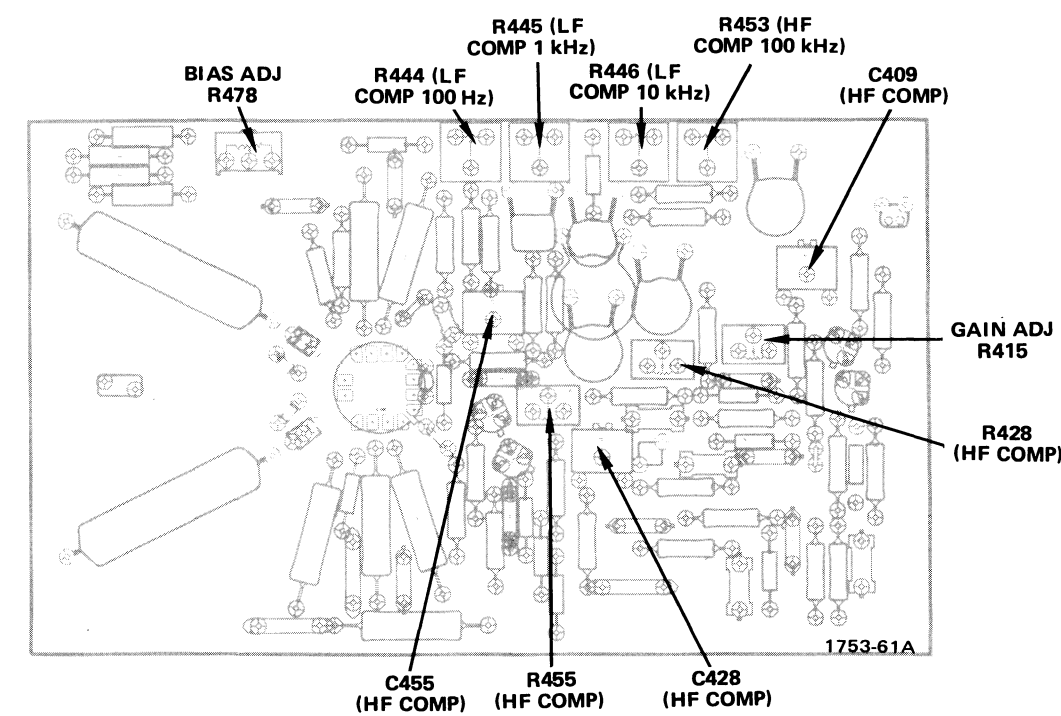 R445 (LF
COMP 1 kHz)
R453 (HF
COMP 100 kHz)
BIAS ADJ
R478
R444 (LF
COMP 100 Hz)
R446 (LF
COMP 10 kHz)
C409
(HF COMP)
GAIN ADJ
R415
R428
(HF COMP)
1753-61A
C455
(HF COMP)
R455
(HF COMP)
C428
(HF COMP)